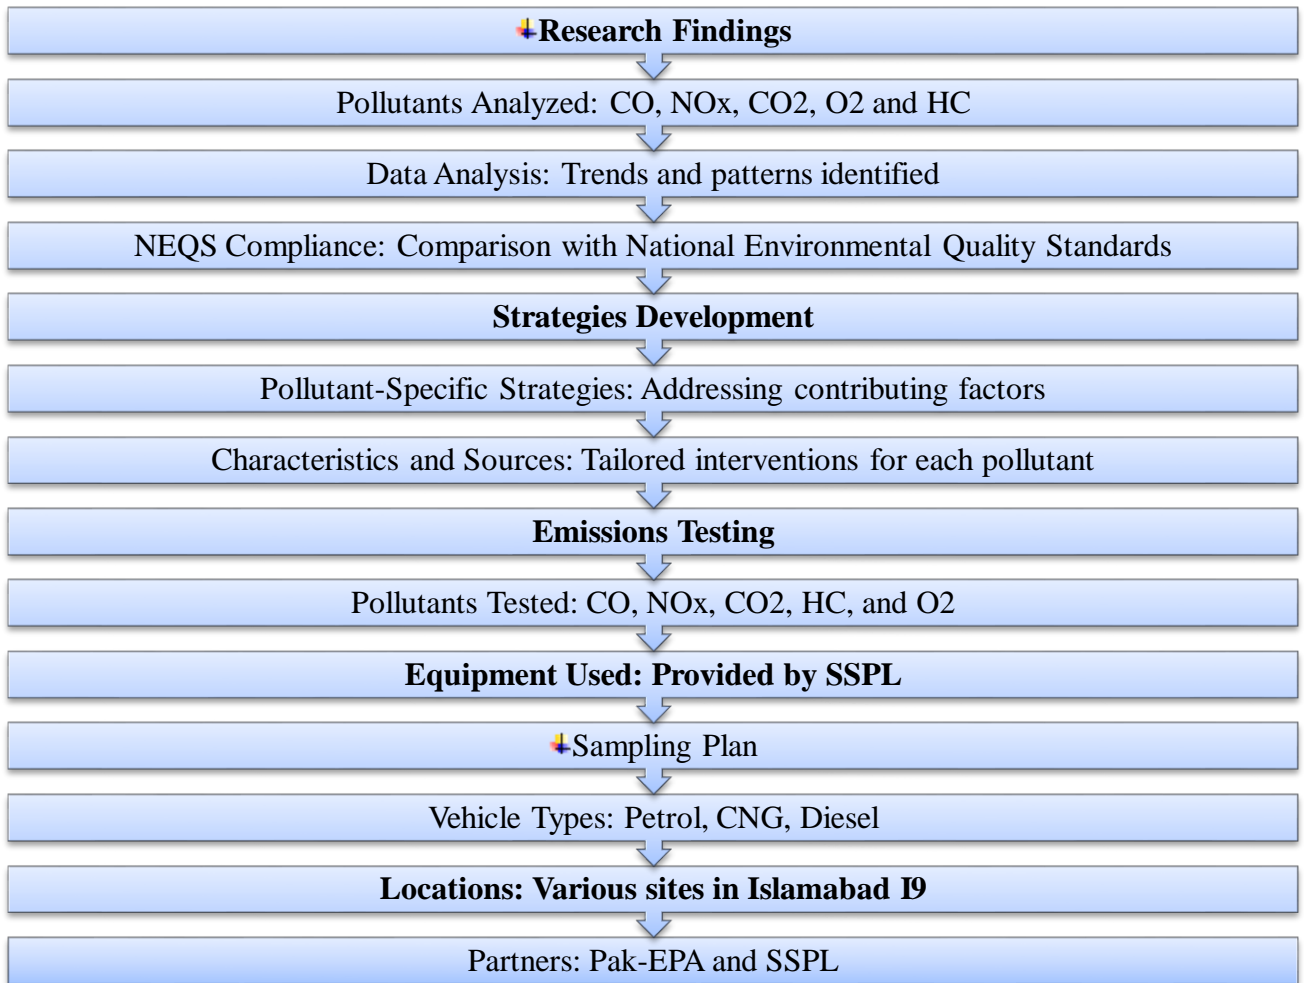 Research Findings
Pollutants Analyzed: CO, NOx, CO2, O2 and HC
Data Analysis: Trends and patterns identified
NEQS Compliance: Comparison with National Environmental Quality Standards
Strategies Development
Pollutant-Specific Strategies: Addressing contributing factors
Characteristics and Sources: Tailored interventions for each pollutant
Emissions Testing
Pollutants Tested: CO, NOx, CO2, HC, and O2
Equipment Used: Provided by SSPL
Sampling Plan
Vehicle Types: Petrol, CNG, Diesel
Locations: Various sites in Islamabad I9
Partners: Pak-EPA and SSPL